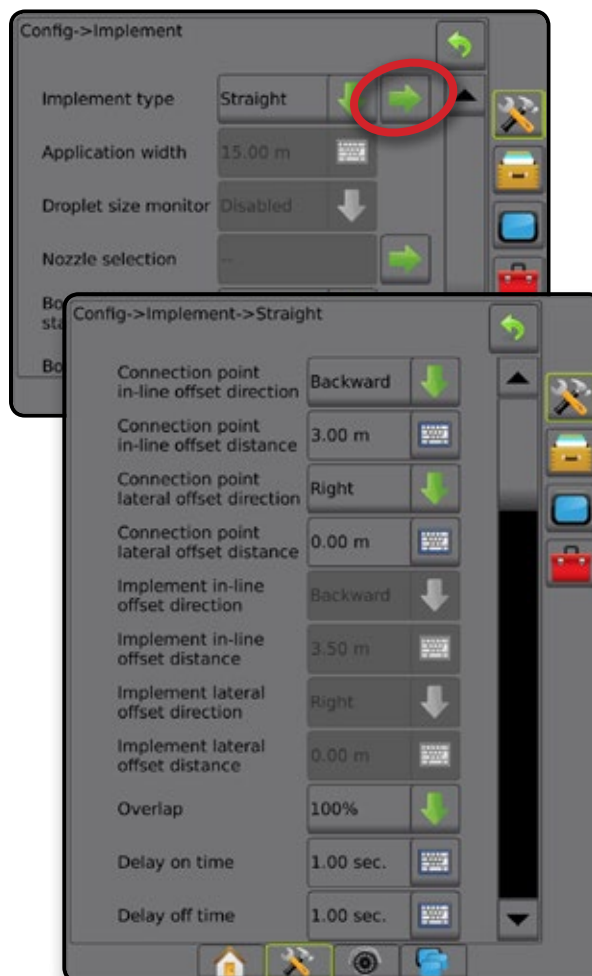 Config->Implement
Implement type
Straight
Application width
15.00 m
Droplet size monitor
Disabled
Nozzle selection
--
Bo
sta
Bo
Config->Implement->Straight
Connection point
in-line offset direction
Backward
Connection point
in-line offset distance
3.00 m
Connection point
lateral offset direction
Right
Connection point
lateral offset distance
0.00 m
Implement in-line
offset direction
Backward
Implement in-line
offset distance
3.50 m
Implement lateral
offset direction
Right
Implement lateral
offset distance
0.00 m
Overlap
100%
Delay on time
1.00 sec.
Delay off time
1.00 sec.